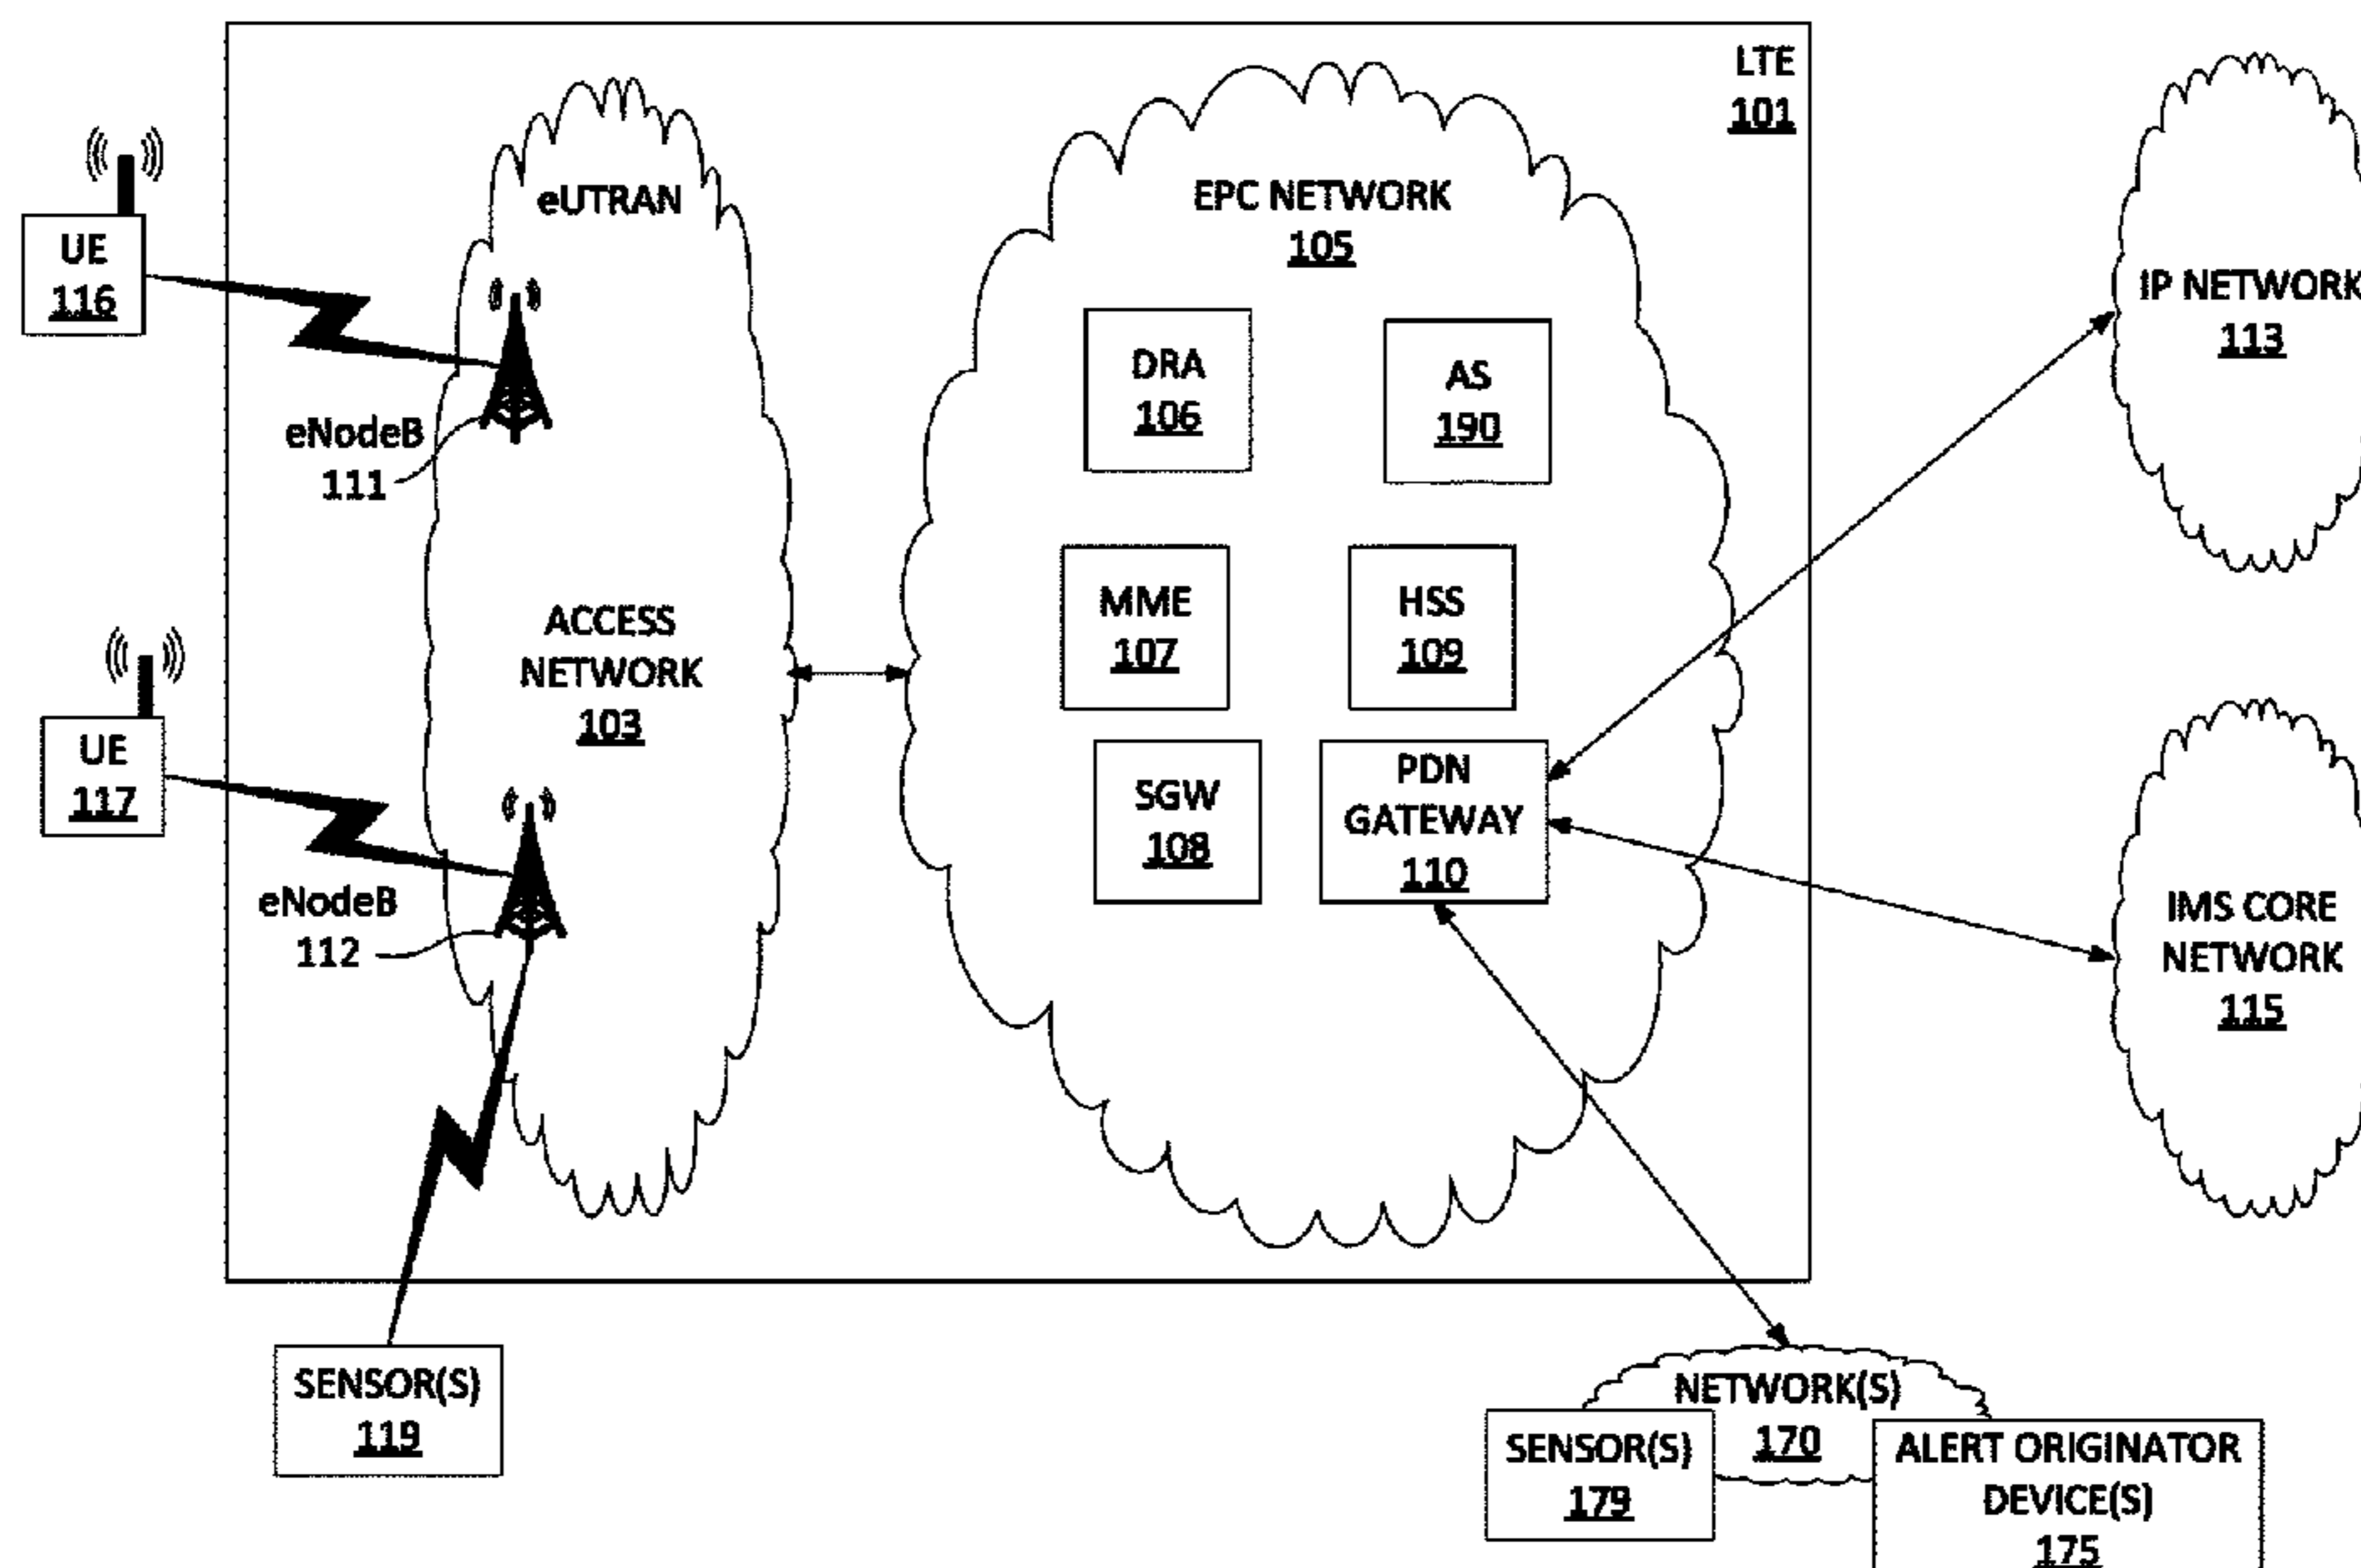 LTE
101
eUTRAN
EPC NETWORK
105
UE
116
IP NETWORK
113
DRA
106
AS
190
eNodeB
111
MME
107
HSS
109
ACCESS
NETWORK
103
UE
117
SGW
108
PDN
GATEWAY
110
eNodeB
112
IMS CORE
NETWORK
115
SENSOR(S)
119
NETWORK(S)
170
SENSOR(S)
179
ALERT ORIGINATOR
DEVICE(S)
175